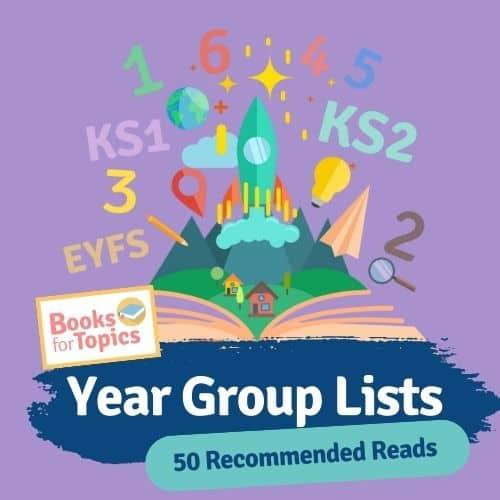 1
6
4
5
KS1
KS2
3
2
EYFS
Books
for Topics
Year Group Lists
50 Recommended Reads